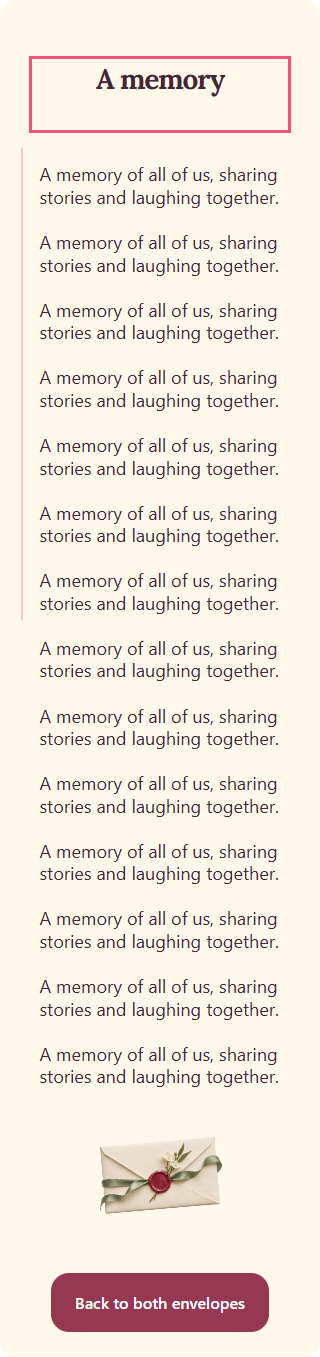 A memory
A memory of all of us, sharing
stories and laughing together.
A memory of all of us, sharing
stories and laughing together.
A memory of all of us, sharing
stories and laughing together.
A memory of all of us, sharing
stories and laughing together.
A memory of all of us, sharing
stories and laughing together.
A memory of all of us, sharing
stories and laughing together.
A memory of all of us, sharing
stories and laughing together.
A memory of all of us, sharing
stories and laughing together.
A memory of all of us, sharing
stories and laughing together.
A memory of all of us, sharing
stories and laughing together.
A memory of all of us, sharing
stories and laughing together.
A memory of all of us, sharing
stories and laughing together.
A memory of all of us, sharing
stories and laughing together.
A memory of all of us, sharing
stories and laughing together.
Back to both envelopes